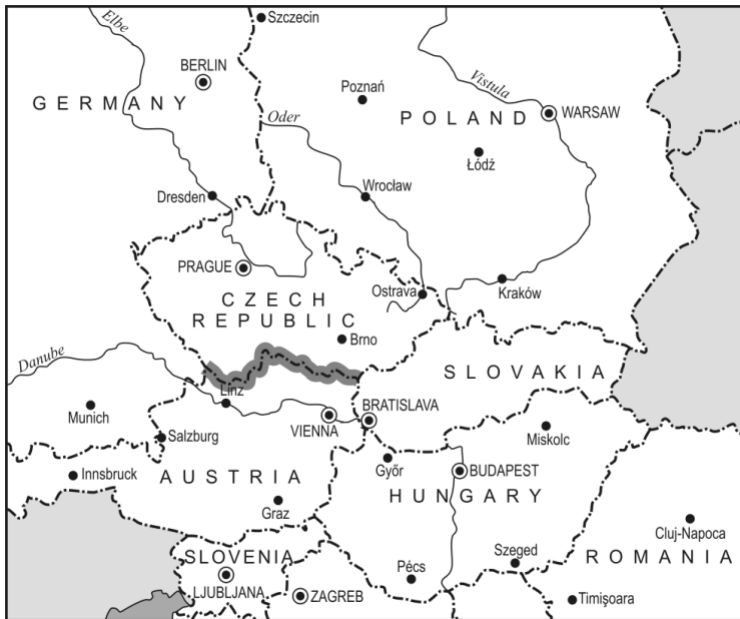 Elbe
Szczecin
BERLIN
GERMANY
Poznań
Vistula
Oder
POLAND
WARSAW
Łódź
Dresden
Wrocław
PRAGUE
CZECH
REPUBLIC
Ostrava
Kraków
Brno
Danube
SLOVAKIA
Linz
Munich
BRATISLAVA
VIENNA
Salzburg
Miskolc
Innsbruck
AUSTRIA
Győr
BUDAPEST
HUNGARY
Graz
Cluj-Napoca
SLOVENIA
Szeged
ROMANIA
Pécs
LJUBLJANA
ZAGREB
Timişoara